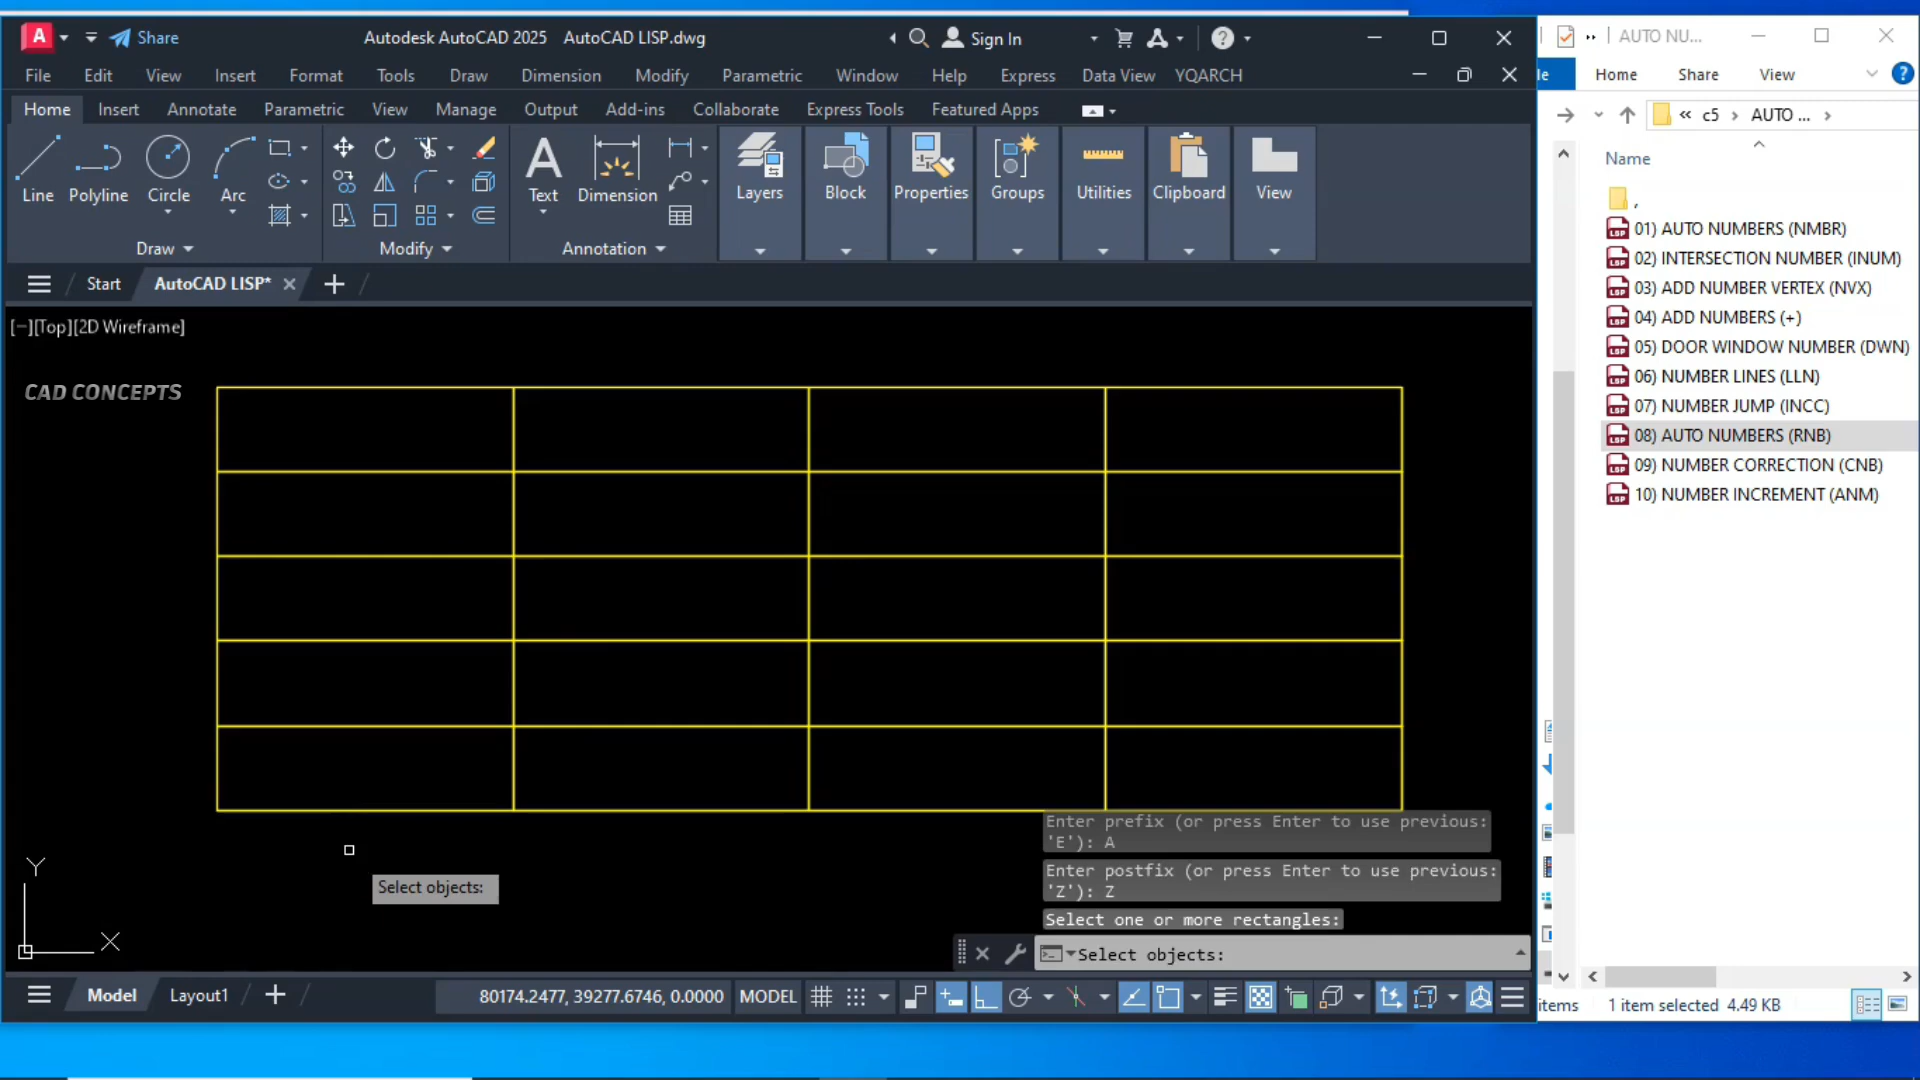 A Share Autodesk AutoCAD 2025 AutoCAD LISP.dwg Sign In
File Edit View Insert Format Tools Draw Dimension Modify Parametric Window Help Express Data View YQARCH
Home Insert Annotate Parametric View Manage Output Add-ins Collaborate Express Tools Featured Apps
Line Polyline Circle Arc Text Dimension Layers Block Properties Groups Utilities Clipboard View
Draw Modify Annotation
Start AutoCAD LISP*
[−][Top][2D Wireframe]
CAD CONCEPTS
Enter prefix (or press Enter to use previous:
'E'): A
Enter postfix (or press Enter to use previous:
'Z'): Z
Select one or more rectangles:
Select objects:
Select objects:
Y
X
Model Layout1 80174.2477, 39277.6746, 0.0000 MODEL
AUTO NU...
le Home Share View
« c5 › AUTO ... ›
Name
,
01) AUTO NUMBERS (NMBR)
02) INTERSECTION NUMBER (INUM)
03) ADD NUMBER VERTEX (NVX)
04) ADD NUMBERS (+)
05) DOOR WINDOW NUMBER (DWN)
06) NUMBER LINES (LLN)
07) NUMBER JUMP (INCC)
08) AUTO NUMBERS (RNB)
09) NUMBER CORRECTION (CNB)
10) NUMBER INCREMENT (ANM)
items 1 item selected 4.49 KB